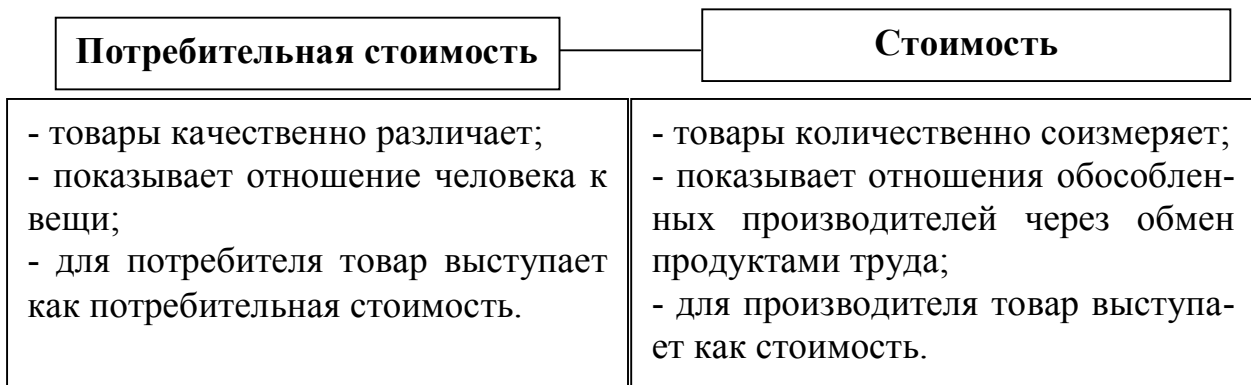 Потребительная стоимость
Стоимость
- товары качественно различает;
- показывает отношение человека к
вещи;
- для потребителя товар выступает
как потребительная стоимость.
- товары количественно соизмеряет;
- показывает отношения обособлен-
ных производителей через обмен
продуктами труда;
- для производителя товар выступа-
ет как стоимость.